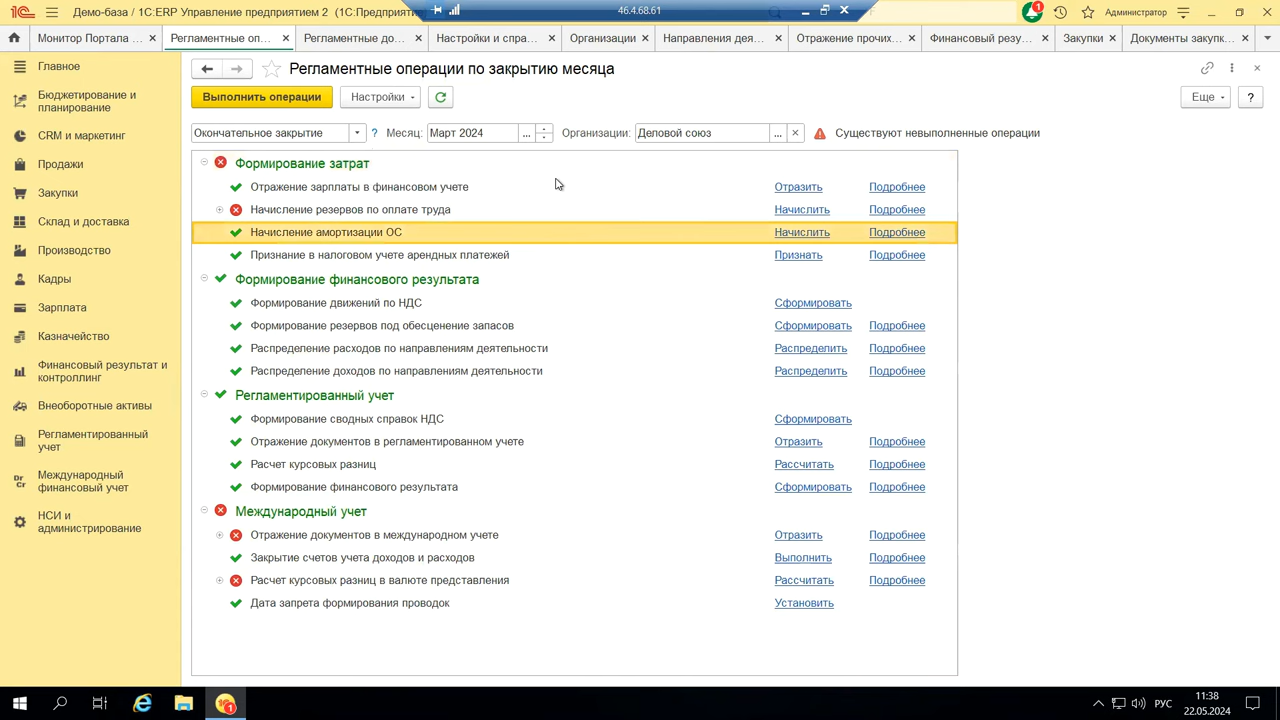 Демо-база / 1С:ERP Управление предприятием 2 (1С:Предприяти
46.4.68.61
1
Администратор
Монитор Портала ...
Регламентные оп...
Регламентные до...
Настройки и спра...
Организации
Направления дея...
Отражение прочих...
Финансовый резу...
Закупки
Документы закупк...
Главное
Бюджетирование и
планирование
CRM и маркетинг
Продажи
Закупки
Склад и доставка
Производство
Кадры
Зарплата
Казначейство
Финансовый результат и
контроллинг
Внеоборотные активы
Регламентированный
учет
Dr
Cr
Международный
финансовый учет
НСИ и
администрирование
Регламентные операции по закрытию месяца
Выполнить операции
Настройки
Еще
?
Окончательное закрытие
?
Месяц:
Март 2024
...
Организации:
Деловой союз
...
Существуют невыполненные операции
Формирование затрат
Отражение зарплаты в финансовом учете Отразить Подробнее
Начисление резервов по оплате труда Начислить Подробнее
Начисление амортизации ОС Начислить Подробнее
Признание в налоговом учете арендных платежей Признать Подробнее
Формирование финансового результата
Формирование движений по НДС Сформировать
Формирование резервов под обесценение запасов Сформировать Подробнее
Распределение расходов по направлениям деятельности Распределить Подробнее
Распределение доходов по направлениям деятельности Распределить Подробнее
Регламентированный учет
Формирование сводных справок НДС Сформировать
Отражение документов в регламентированном учете Отразить Подробнее
Расчет курсовых разниц Рассчитать Подробнее
Формирование финансового результата Сформировать Подробнее
Международный учет
Отражение документов в международном учете Отразить Подробнее
Закрытие счетов учета доходов и расходов Выполнить Подробнее
Расчет курсовых разниц в валюте представления Рассчитать Подробнее
Дата запрета формирования проводок Установить
1
РУС
11:38
22.05.2024